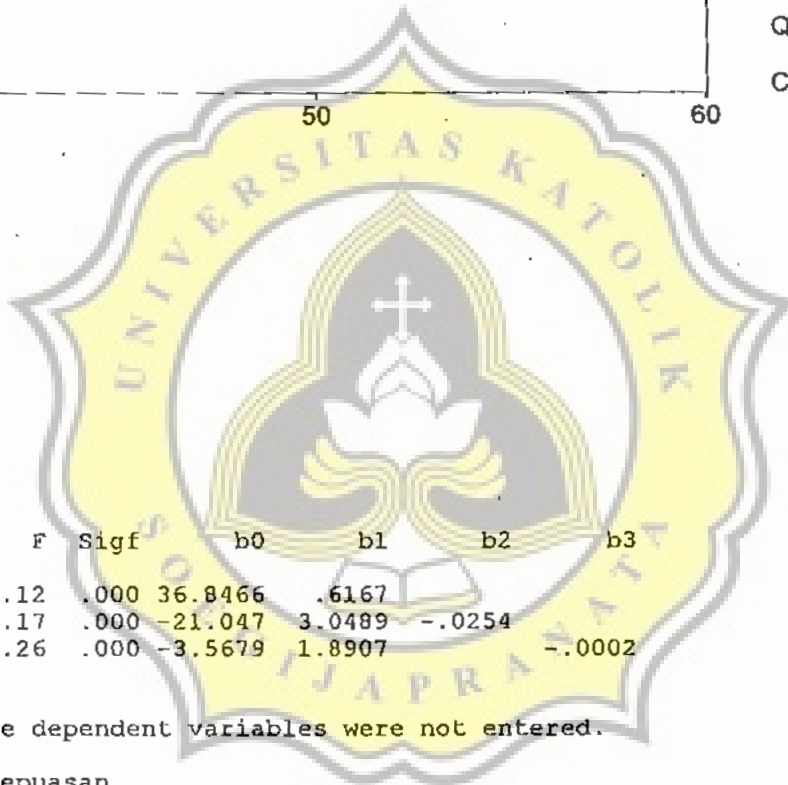 Q
C
50 60
UNIVERSITAS KATOLIK
SOEGIJAPRANATA
F Sigf b0 b1 b2 b3
.12 .000 36.8466 .6167
.17 .000 -21.047 3.0489 -.0254
.26 .000 -3.5679 1.8907 -.0002
e dependent variables were not entered.
epuasan